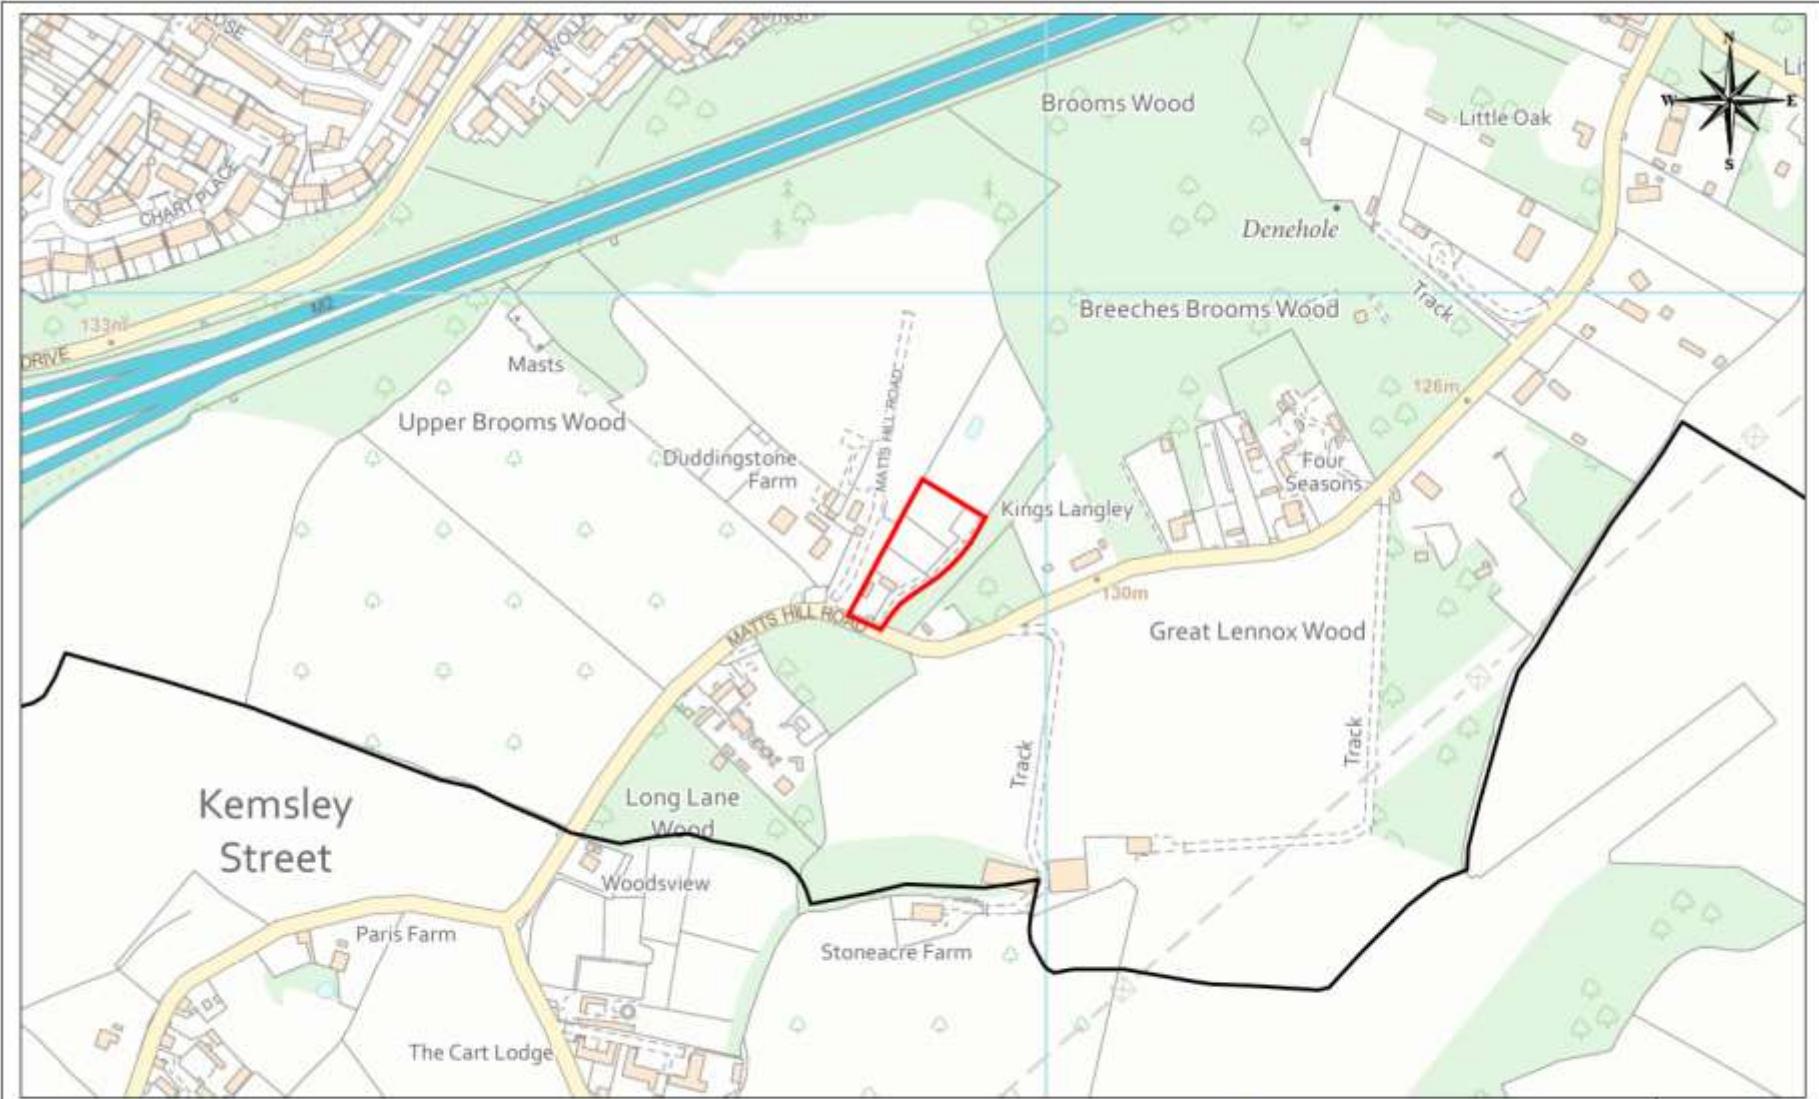 CHART PLACE
133m
DRIVE
M2
Brooms Wood
Little Oak
N
W
E
S
Denehole
Track
Breeches Brooms Wood
Masts
126m
Upper Brooms Wood
MATTS HILL ROAD
Duddingstone
Farm
Four
Seasons
Kings Langley
130m
MATTS HILL ROAD
Great Lennox Wood
Track
Track
Kemsley
Street
Long Lane
Wood
Woodsview
Paris Farm
Stoneacre Farm
The Cart Lodge